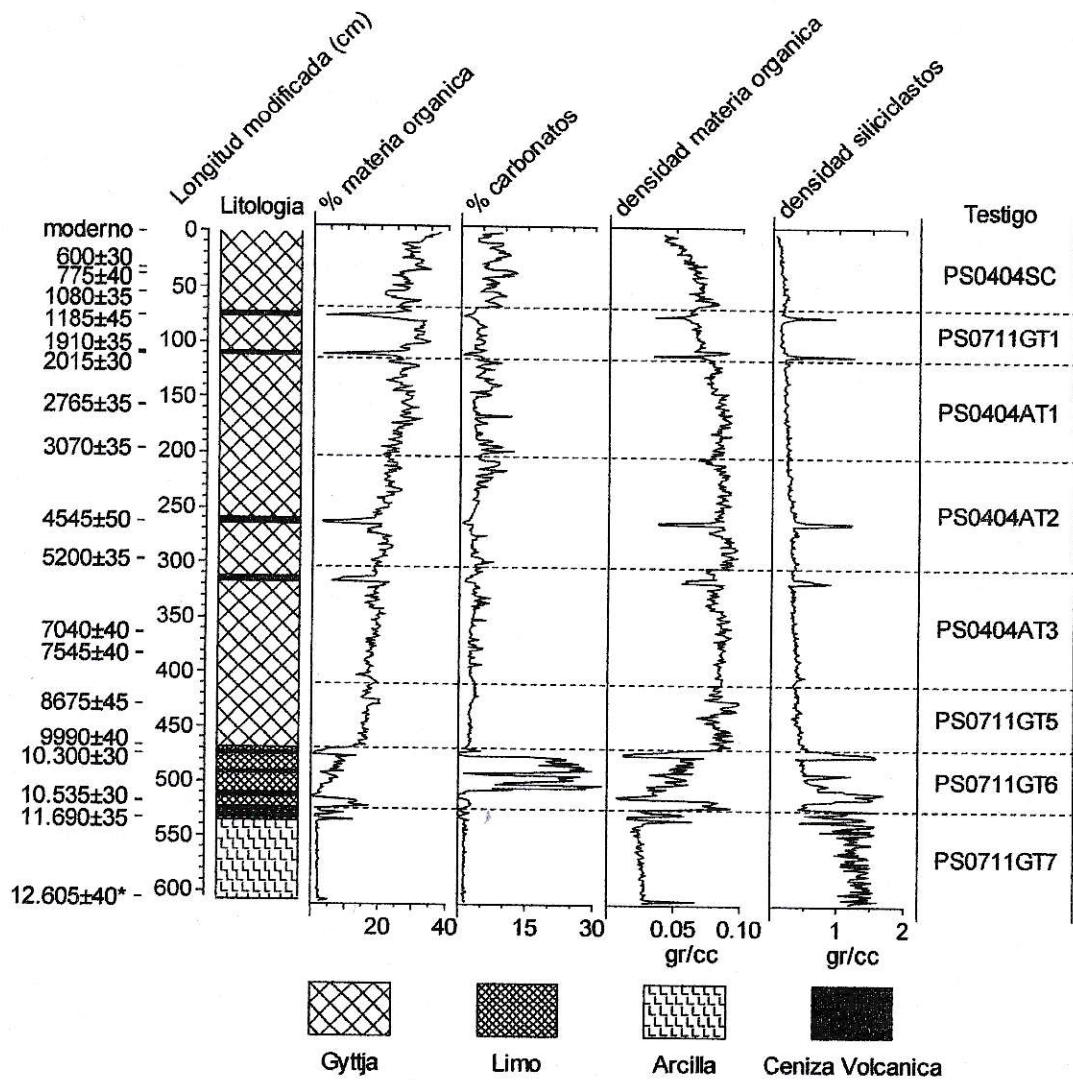 Longitud modificada (cm)
Litologia
% materia organica
% carbonatos
densidad materia organica
densidad siliciclastos
Testigo
moderno
600±30
775±40
1080±35
1185±45
1910±35
2015±30
2765±35
3070±35
4545±50
5200±35
7040±40
7545±40
8675±45
9990±40
10.300±30
10.535±30
11.690±35
12.605±40*
0
50
100
150
200
250
300
350
400
450
500
550
600
PS0404SC
PS0711GT1
PS0404AT1
PS0404AT2
PS0404AT3
PS0711GT5
PS0711GT6
PS0711GT7
20 40
15 30
0.05 0.10
gr/cc
1 2
gr/cc
Gyttja
Limo
Arcilla
Ceniza Volcanica